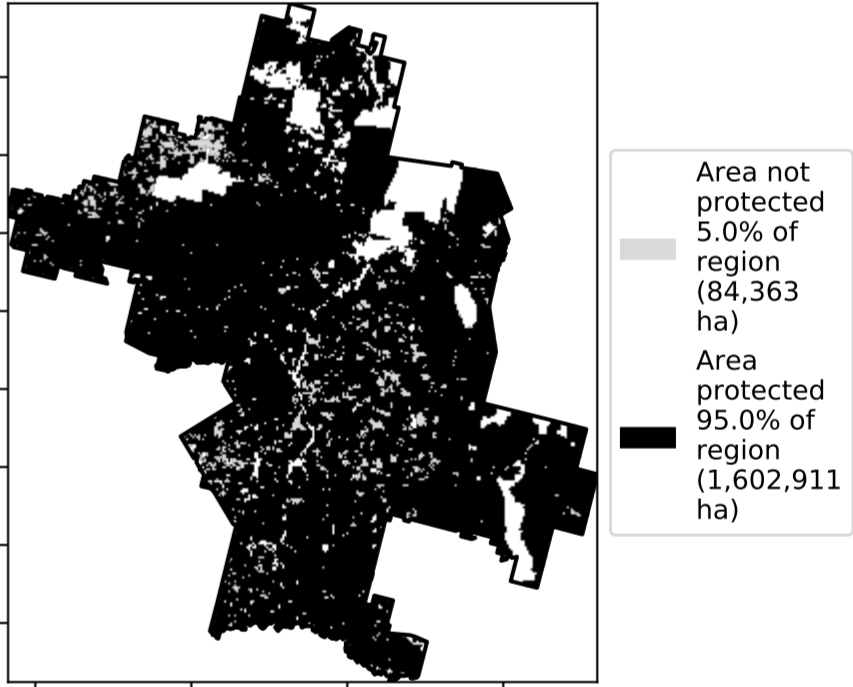 Area not
protected
5.0% of
region
(84,363
ha)
Area
protected
95.0% of
region
(1,602,911
ha)